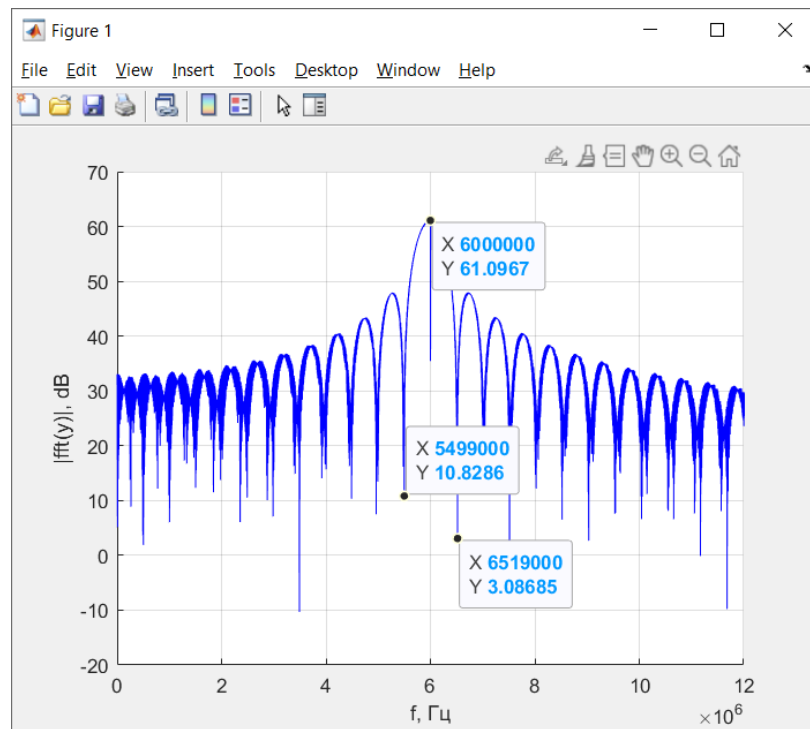 Figure 1
File Edit View Insert Tools Desktop Window Help
70
60
50
40
30
20
10
0
-10
-20
|fft(y)|, dB
X 6000000
Y 61.0967
X 5499000
Y 10.8286
X 6519000
Y 3.08685
0 2 4 6 8 10 12
f, Гц
×10^6